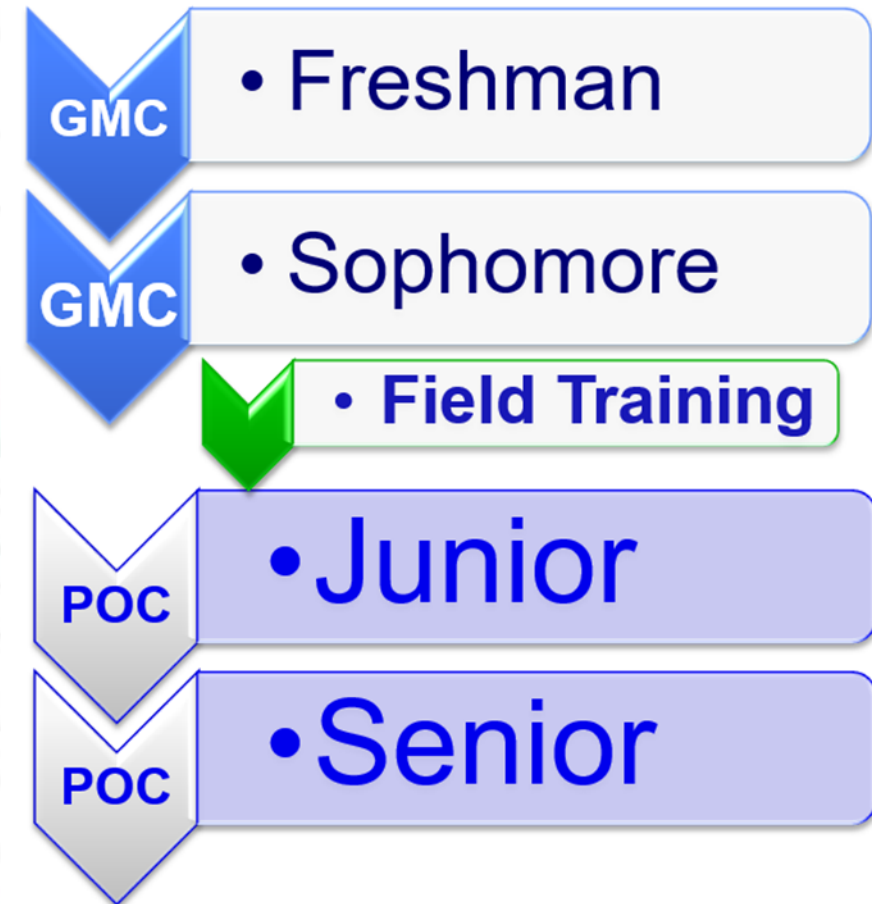 GMC • Freshman
GMC • Sophomore
• Field Training
POC •Junior
POC •Senior